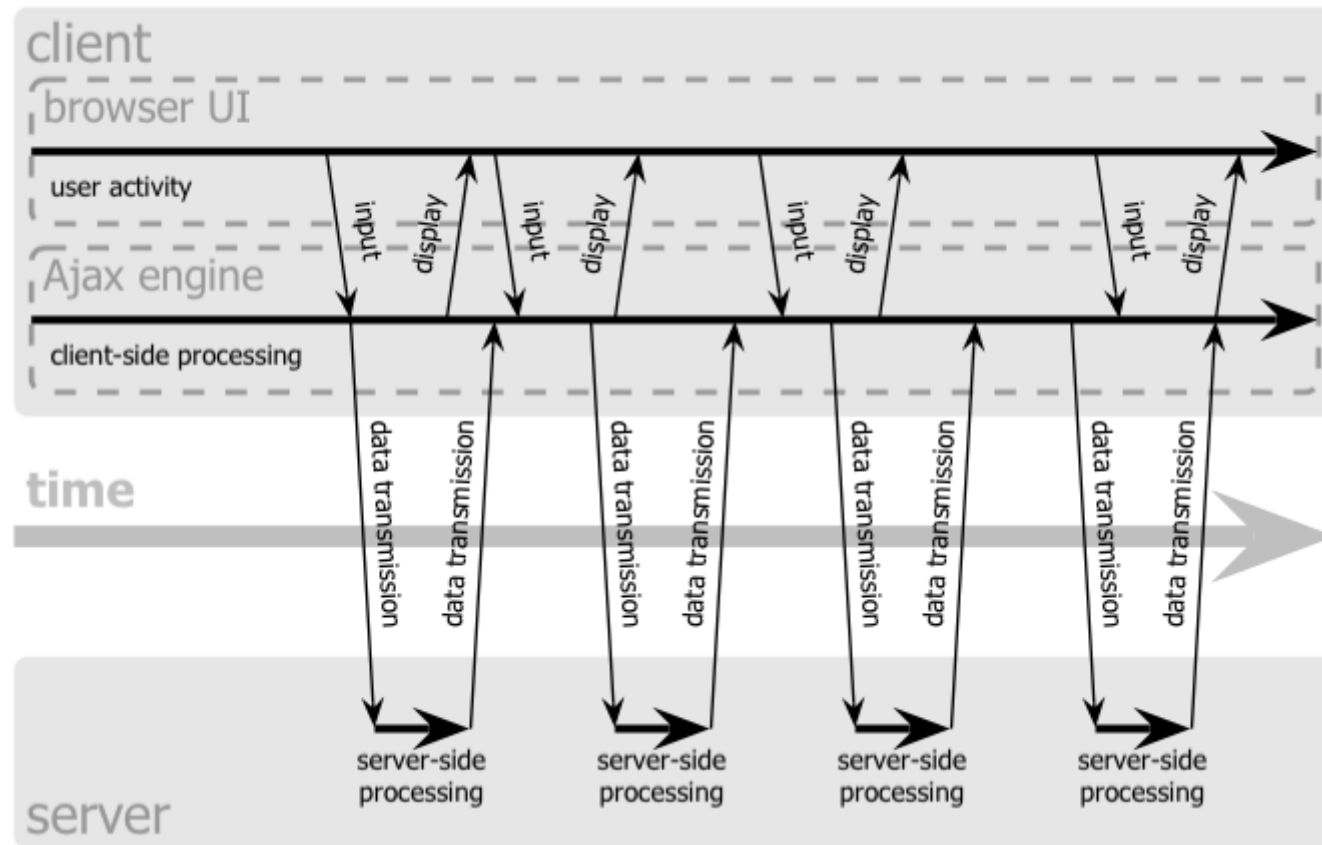 client
browser UI
user activity
input
display
input
display
input
display
input
display
Ajax engine
client-side processing
data transmission
data transmission
data transmission
data transmission
data transmission
data transmission
data transmission
data transmission
time
server-side
processing
server-side
processing
server-side
processing
server-side
processing
server